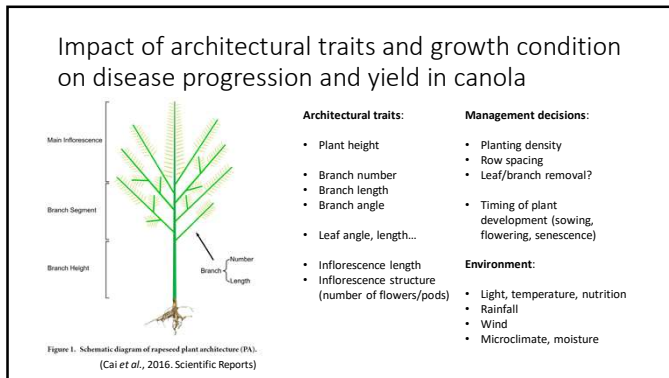 Impact of architectural traits and growth condition
on disease progression and yield in canola
Main Inflorescence
Branch Segment
Branch Height
Branch
Number
Length
Figure 1. Schematic diagram of rapeseed plant architecture (PA).
(Cai et al., 2016. Scientific Reports)
Architectural traits:
• Plant height
• Branch number
• Branch length
• Branch angle
• Leaf angle, length...
• Inflorescence length
• Inflorescence structure
(number of flowers/pods)
Management decisions:
• Planting density
• Row spacing
• Leaf/branch removal?
• Timing of plant
development (sowing,
flowering, senescence)
Environment:
• Light, temperature, nutrition
• Rainfall
• Wind
• Microclimate, moisture